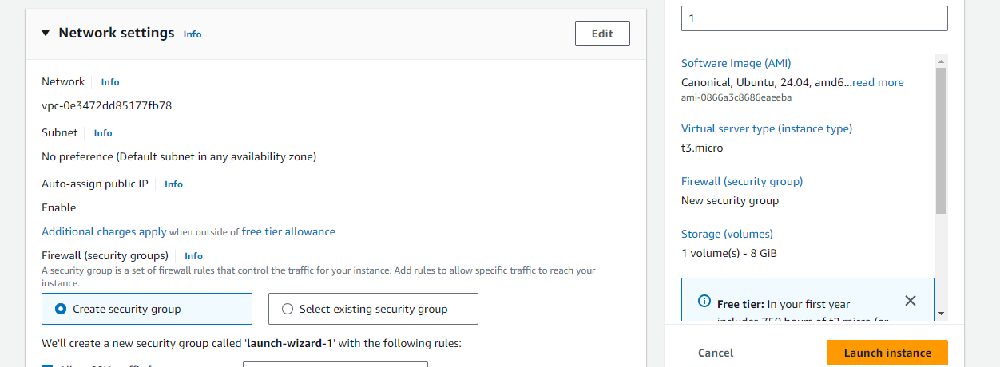 Network settings Info
Edit
Network Info
vpc-0e3472dd85177fb78
Subnet Info
No preference (Default subnet in any availability zone)
Auto-assign public IP Info
Enable
Additional charges apply when outside of free tier allowance
Firewall (security groups) Info
A security group is a set of firewall rules that control the traffic for your instance. Add rules to allow specific traffic to reach your
instance.
Create security group
Select existing security group
We'll create a new security group called 'launch-wizard-1' with the following rules:
1
Software Image (AMI)
Canonical, Ubuntu, 24.04, amd6...read more
ami-0866a3c8686eaeeba
Virtual server type (instance type)
t3.micro
Firewall (security group)
New security group
Storage (volumes)
1 volume(s) - 8 GiB
Free tier: In your first year
Cancel
Launch instance